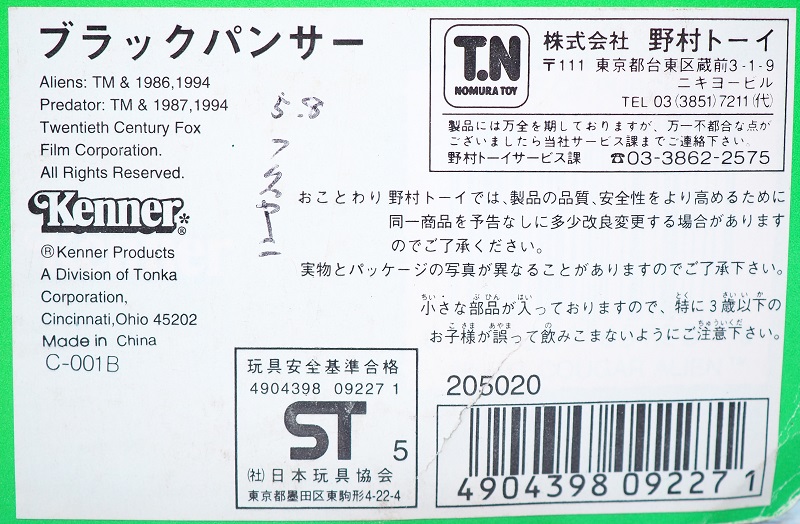 ブラックパンサー
Aliens: TM & 1986,1994
Predator: TM & 1987,1994
Twentieth Century Fox
Film Corporation.
All Rights Reserved.
Kenner®
®Kenner Products
A Division of Tonka
Corporation,
Cincinnati,Ohio 45202
Made in China
C-001B
5.8
T.N
NOMURA TOY
株式会社 野村トーイ
〒111 東京都台東区蔵前3-1-9
ニキヨービル
TEL 03(3851)7211(代)
製品には万全を期しておりますが、万一不都合な点が
ございましたら当社サービス課までご連絡下さい。
野村トーイサービス課 ☎03-3862-2575
おことわり 野村トーイでは、製品の品質、安全性をより高めるために
同一商品を予告なしに多少改良変更する場合があります
のでご了承ください。
実物とパッケージの写真が異なることがありますのでご了承下さい。
小さな部品が入っておりますので、特に3歳以下の
お子様が誤って飲みこまないようにご注意下さい。
玩具安全基準合格
4904398 09227 1
ST 5
(社)日本玩具協会
東京都墨田区東駒形4-22-4
205020
4904398 092271